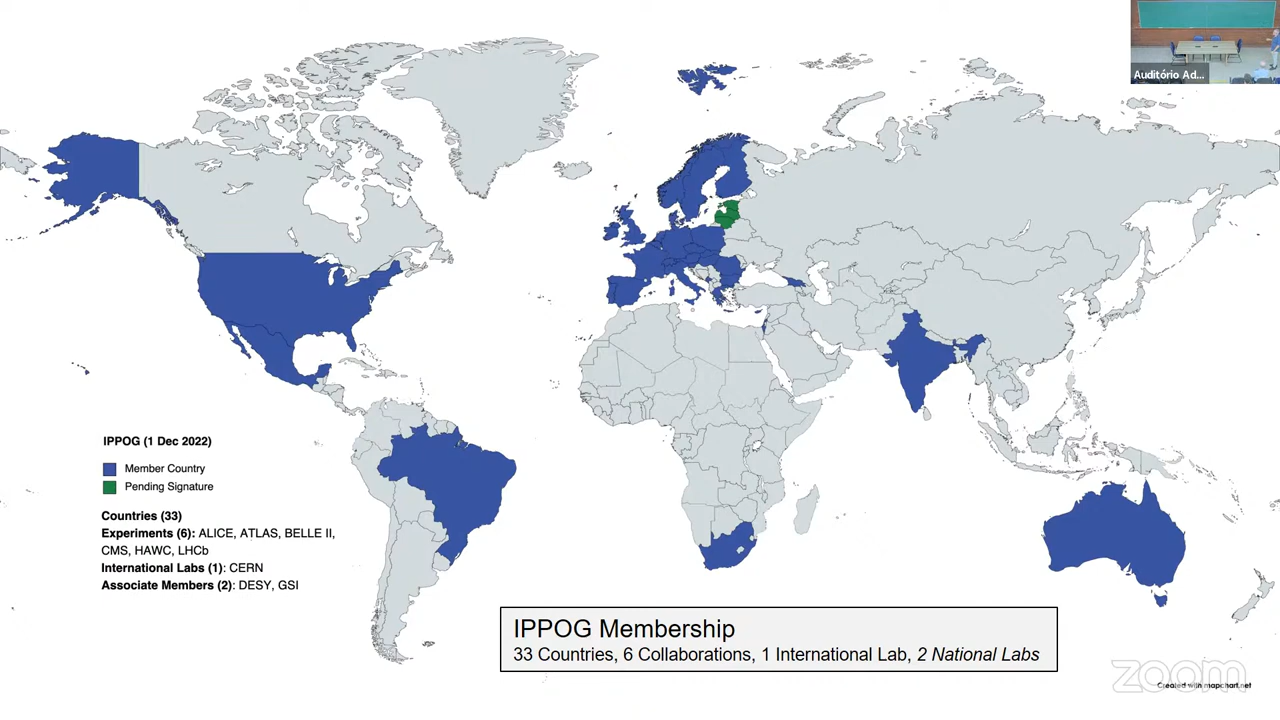 Auditório Ad...
IPPOG (1 Dec 2022)
Member Country
Pending Signature
Countries (33)
Experiments (6): ALICE, ATLAS, BELLE II,
CMS, HAWC, LHCb
International Labs (1): CERN
Associate Members (2): DESY, GSI
IPPOG Membership
33 Countries, 6 Collaborations, 1 International Lab, 2 National Labs
zoom
Created with mapchart.net